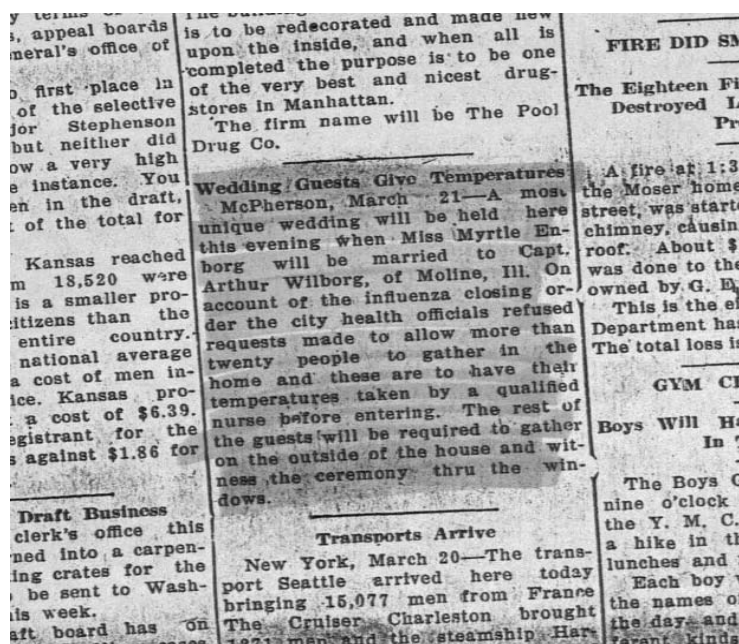 s, appeal boards
neral's office of
o first place in
of the selective
jor Stephenson
but neither did
ow a very high
e instance. You
en in the draft,
of the total for
Kansas reached
m 18,520 were
is a smaller pro-
citizens than the
entire country.
national average
a cost of men in-
ice. Kansas pro-
a cost of $6.39.
egistrant for the
s against $1.86 for
Draft Business
clerk's office this
ned into a carpen-
ing crates for the
be sent to Wash-
is week.
aft board has on
is to be redecorated and made new
upon the inside, and when all is
completed the purpose is to be one
of the very best and nicest drug-
stores in Manhattan.
The firm name will be The Pool
Drug Co.
Wedding Guests Give Temperatures
McPherson, March 21—A most
unique wedding will be held here
this evening when Miss Myrtle En-
borg will be married to Capt.
Arthur Wilborg, of Moline, Ill. On
account of the influenza closing or-
der the city health officials refused
requests made to allow more than
twenty people to gather in the
home and these are to have their
temperatures taken by a qualified
nurse before entering. The rest of
the guests will be required to gather
on the outside of the house and wit-
ness the ceremony thru the win-
dows.
Transports Arrive
New York, March 20—The trans-
port Seattle arrived here today
bringing 15,077 men from France
The Cruiser Charleston brought
men and the steamship Har-
FIRE DID SM
The Eighteen Fi
Destroyed L
Pr
A fire at 1:3
the Moser home
street, was starte
chimney, causin
roof. About $
was done to the
owned by G. E.
This is the ei
Department has
The total loss i
GYM C
Boys Will Ha
In
The Boys G
nine o'clock
the Y. M. C.
a hike in th
lunches and
Each boy
the names o
the day and